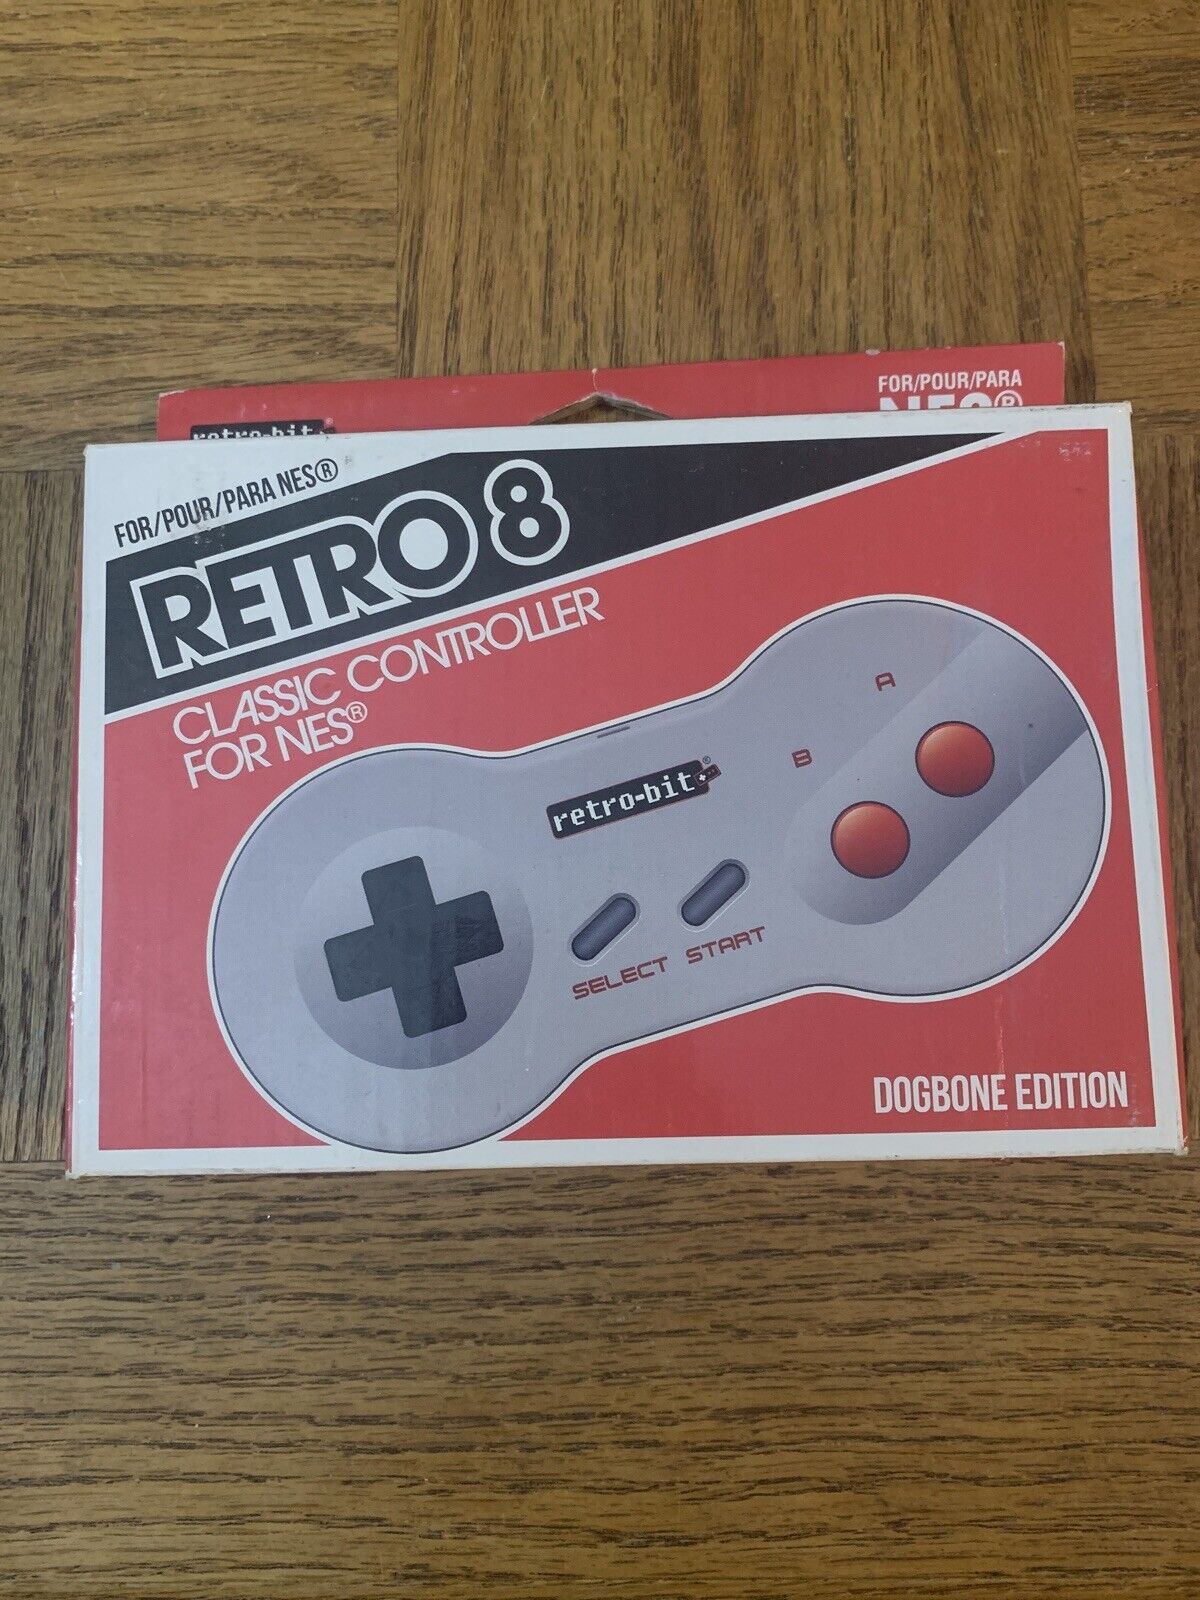 FOR/POUR/PARA
NES®
retro-bit®
FOR/POUR/PARA NES®
RETRO 8
CLASSIC CONTROLLER
FOR NES®
retro-bit®
A
B
SELECT START
DOGBONE EDITION